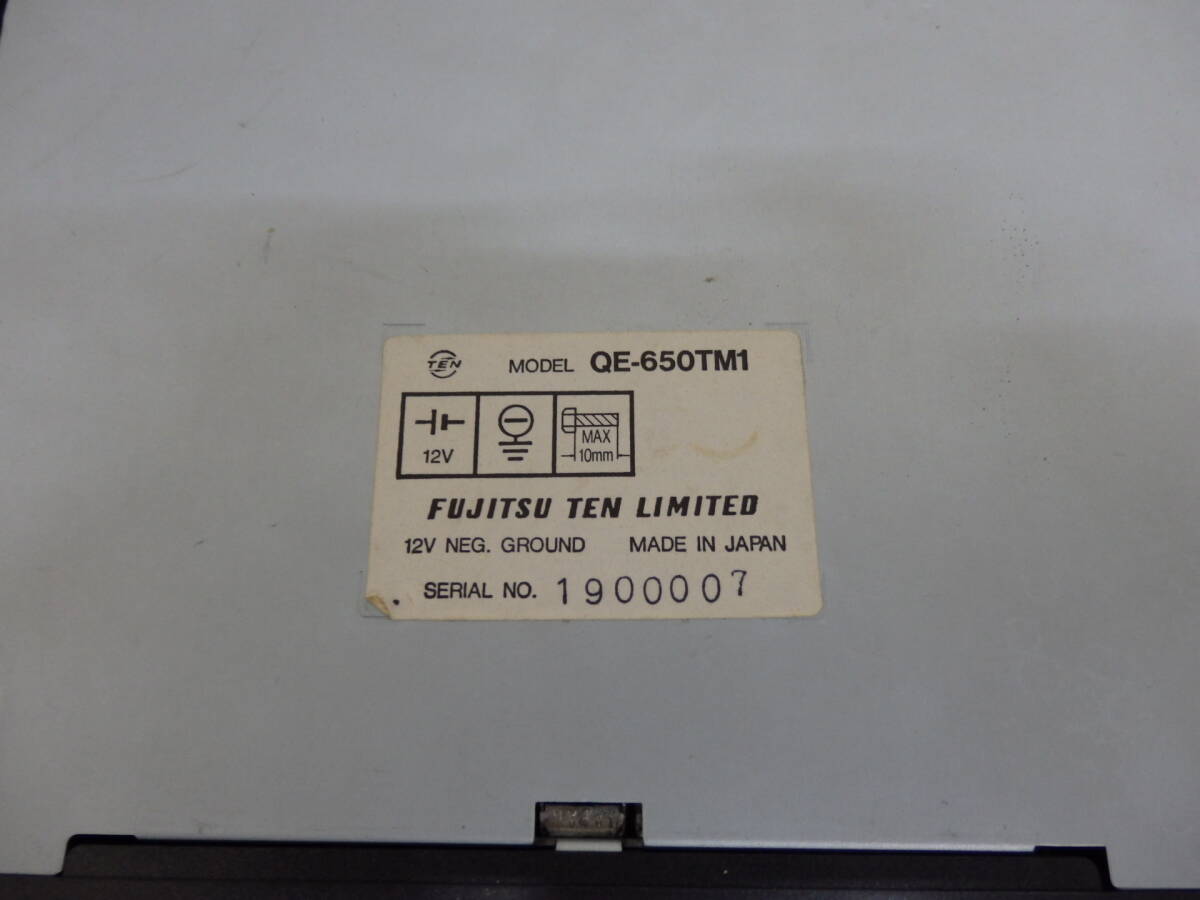 TEN MODEL QE-650TM1
12V MAX 10mm
FUJITSU TEN LIMITED
12V NEG. GROUND MADE IN JAPAN
SERIAL NO. 1900007